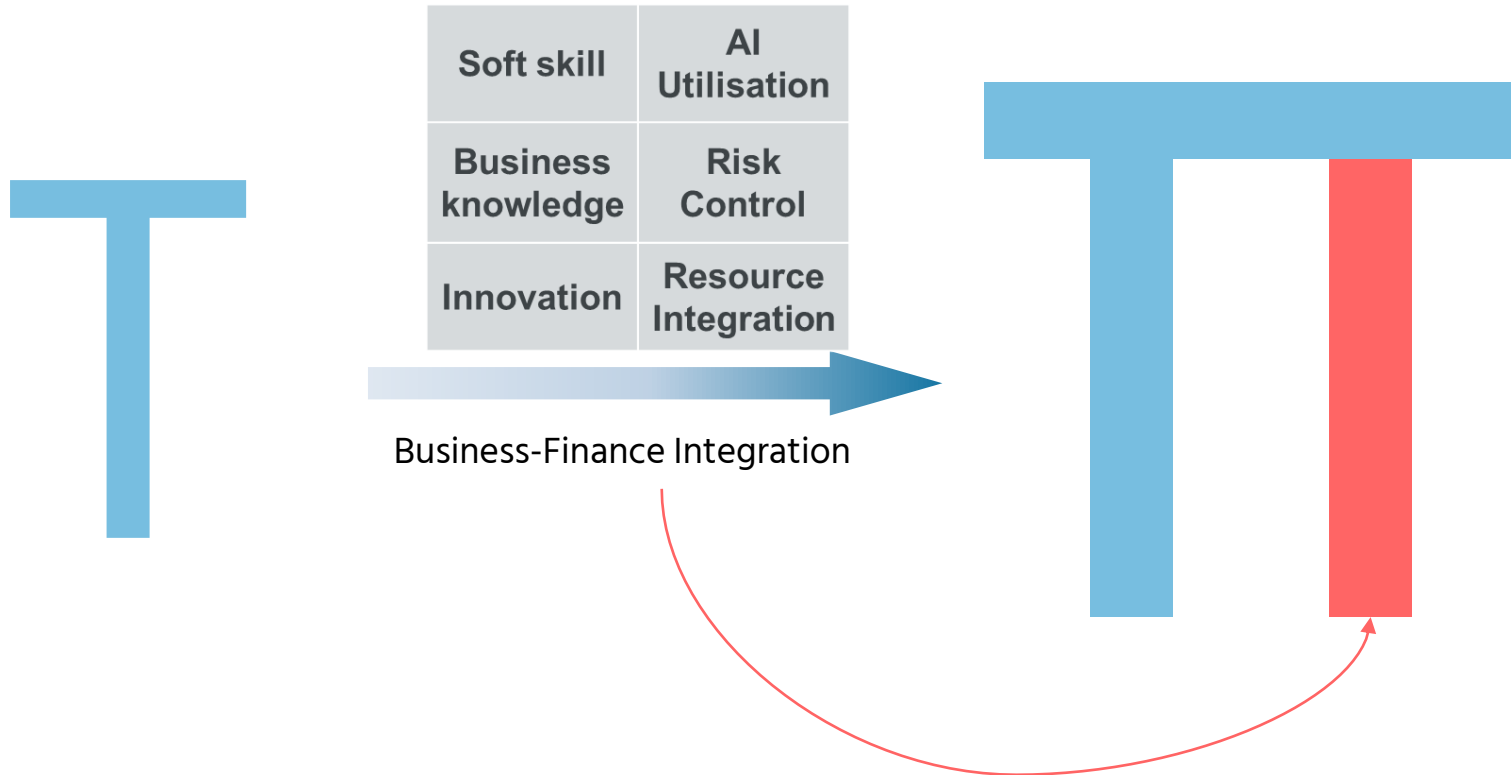 Soft skill
AI
Utilisation
Business
knowledge
Risk
Control
Innovation
Resource
Integration
Business-Finance Integration